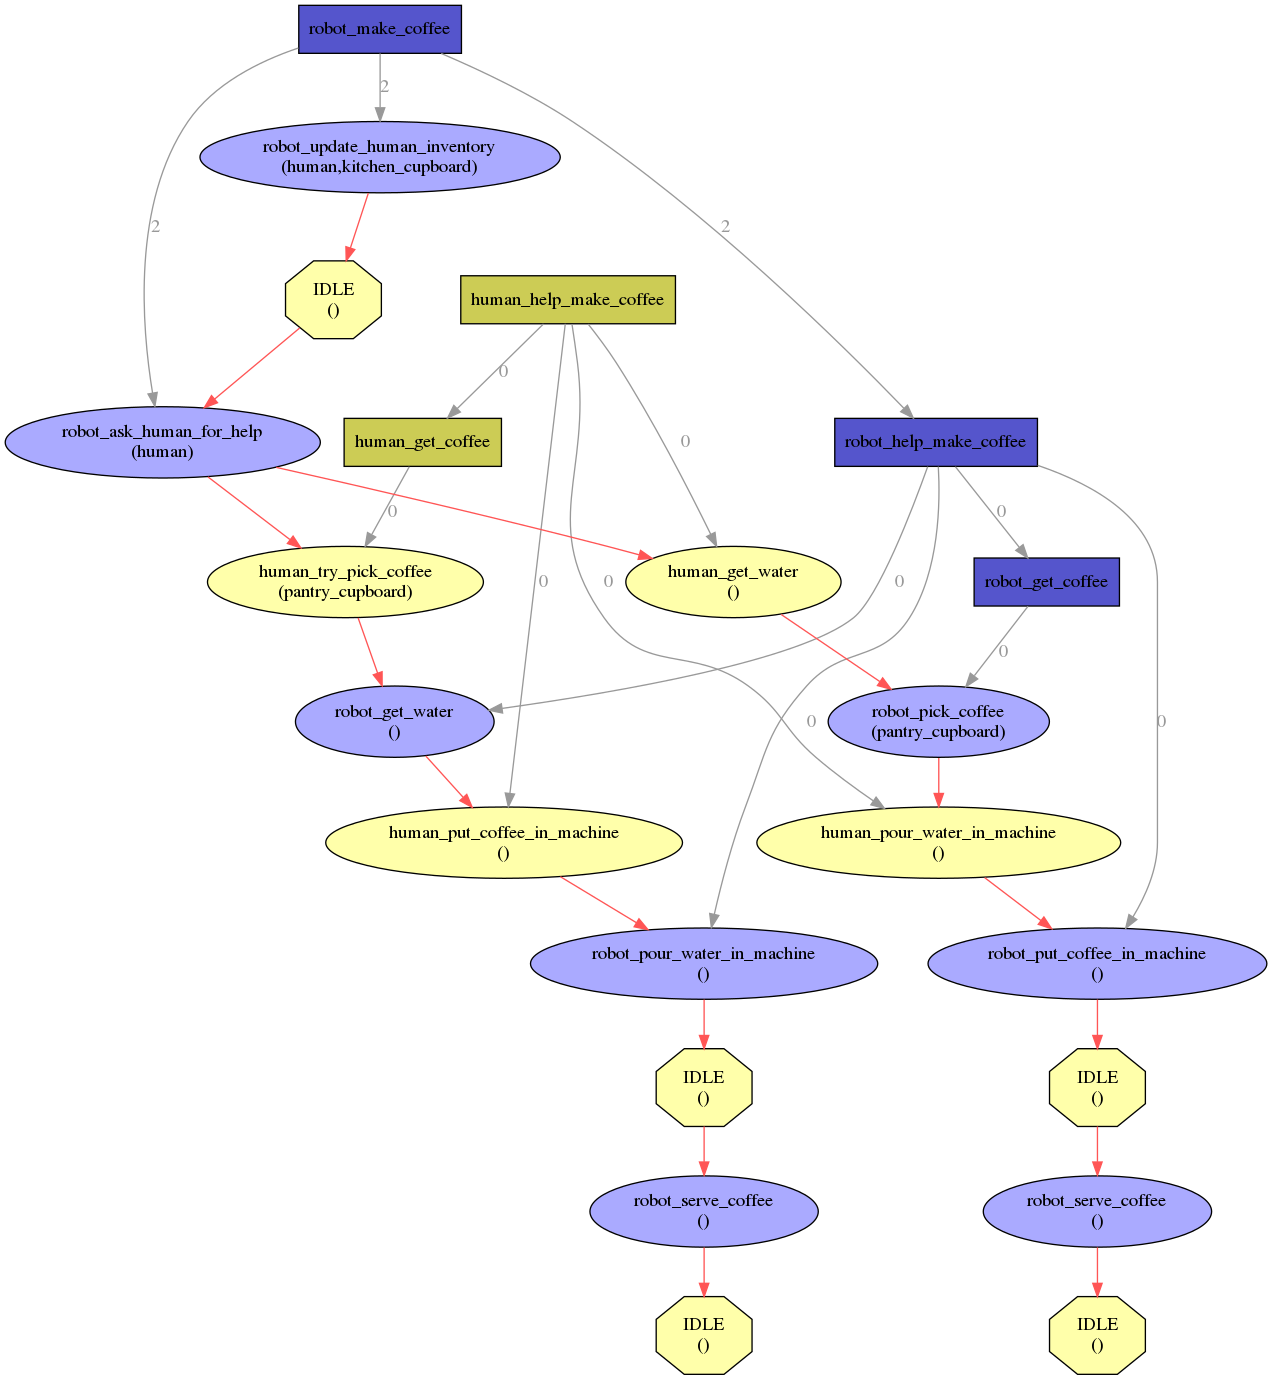 robot_make_coffee
2
robot_update_human_inventory
(human,kitchen_cupboard)
2
2
IDLE
()
human_help_make_coffee
0
robot_ask_human_for_help
(human)
human_get_coffee
0
robot_help_make_coffee
0
0
human_try_pick_coffee
(pantry_cupboard)
0
0
human_get_water
()
0
robot_get_coffee
0
robot_get_water
()
0
robot_pick_coffee
(pantry_cupboard)
0
human_put_coffee_in_machine
()
human_pour_water_in_machine
()
robot_pour_water_in_machine
()
robot_put_coffee_in_machine
()
IDLE
()
IDLE
()
robot_serve_coffee
()
robot_serve_coffee
()
IDLE
()
IDLE
()